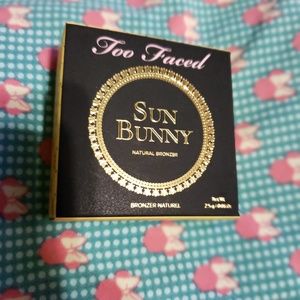 Too Faced
SUN
BUNNY
NATURAL BRONZER
BRONZER NATUREL